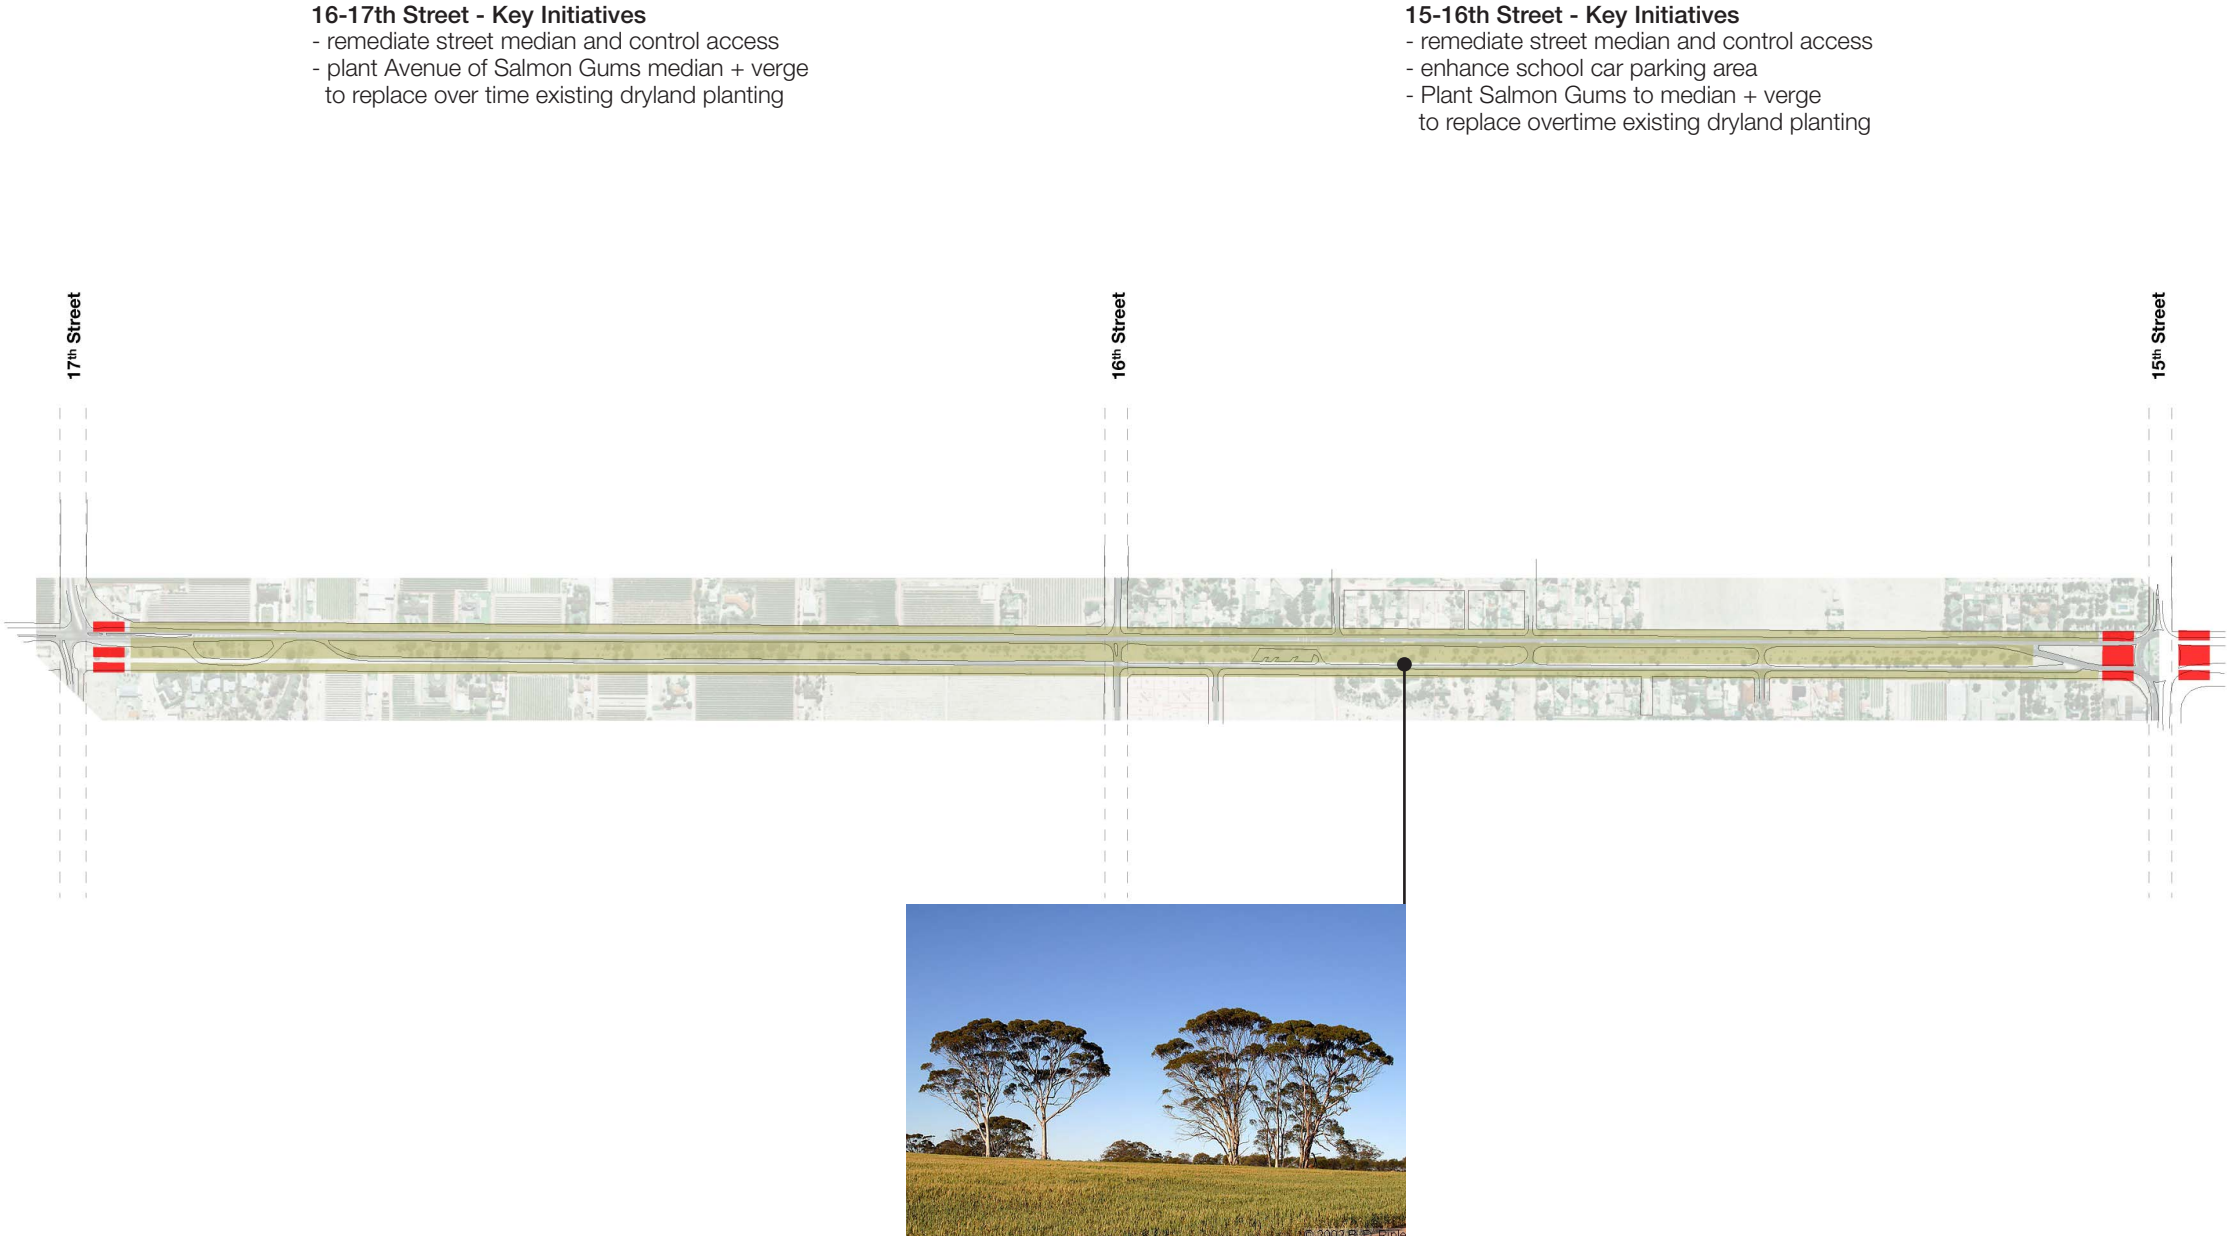 16-17th Street - Key Initiatives
- remediate street median and control access
- plant Avenue of Salmon Gums median + verge
to replace over time existing dryland planting
15-16th Street - Key Initiatives
- remediate street median and control access
- enhance school car parking area
- Plant Salmon Gums to median + verge
to replace overtime existing dryland planting
17th Street
16th Street
15th Street